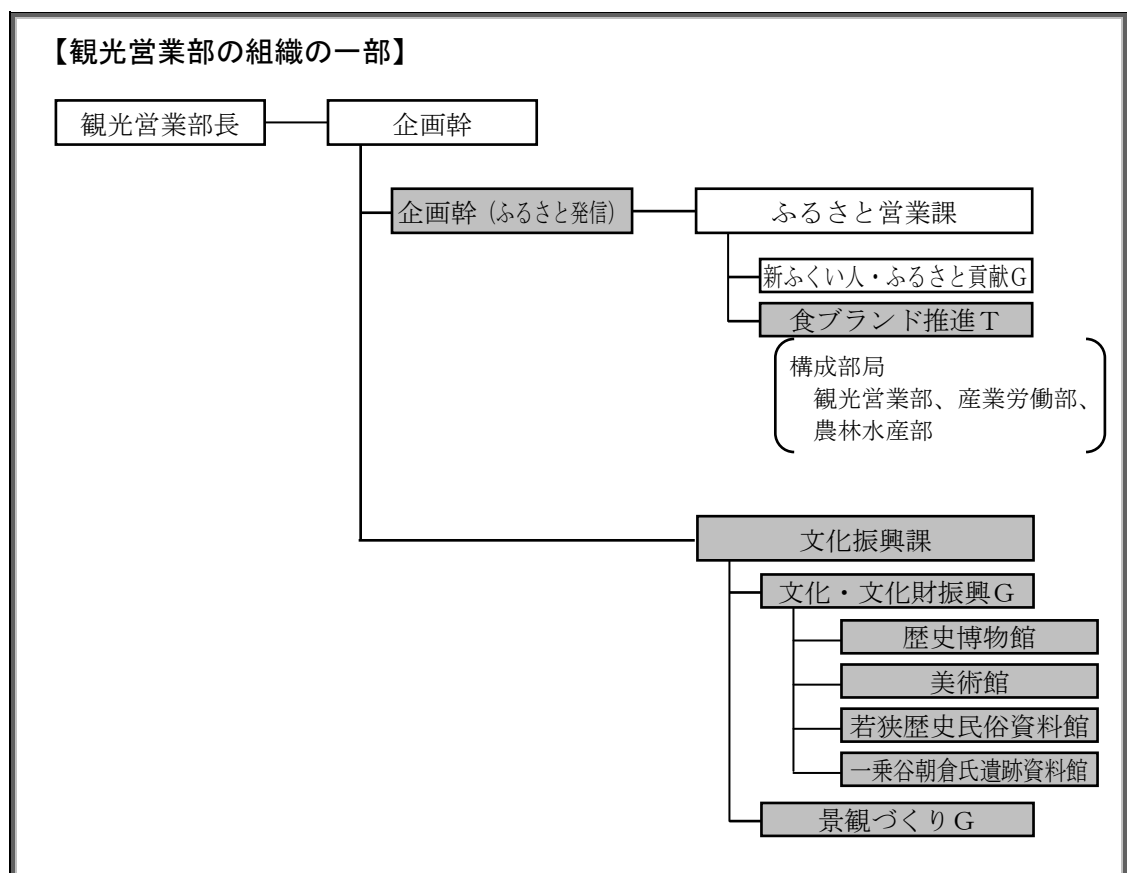 【観光営業部の組織の一部】
観光営業部長
企画幹
企画幹（ふるさと発信）
ふるさと営業課
新ふくい人・ふるさと貢献Ｇ
食ブランド推進Ｔ
構成部局
観光営業部、産業労働部、
農林水産部
文化振興課
文化・文化財振興Ｇ
歴史博物館
美術館
若狭歴史民俗資料館
一乗谷朝倉氏遺跡資料館
景観づくりＧ